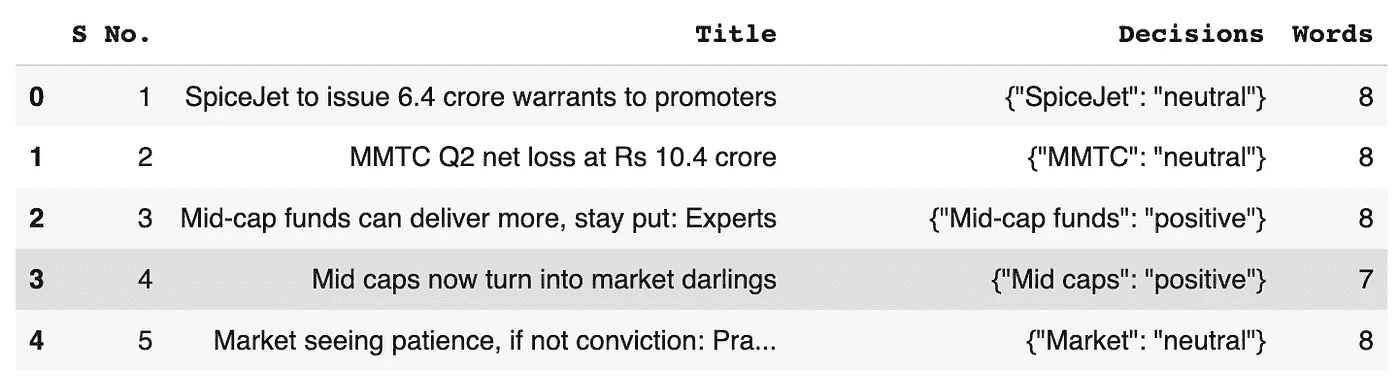 S No. Title Decisions Words
0 1 SpiceJet to issue 6.4 crore warrants to promoters {"SpiceJet": "neutral"} 8
1 2 MMTC Q2 net loss at Rs 10.4 crore {"MMTC": "neutral"} 8
2 3 Mid-cap funds can deliver more, stay put: Experts {"Mid-cap funds": "positive"} 8
3 4 Mid caps now turn into market darlings {"Mid caps": "positive"} 7
4 5 Market seeing patience, if not conviction: Pra... {"Market": "neutral"} 8